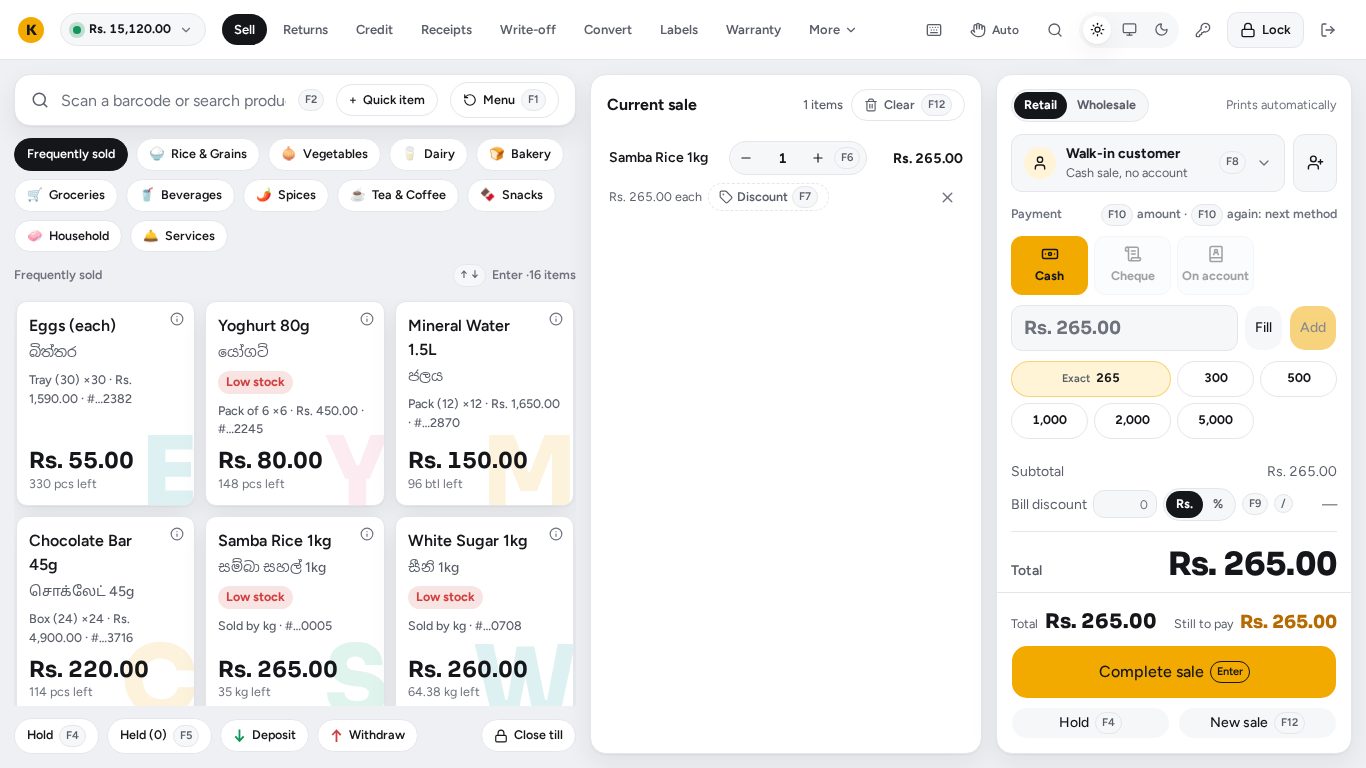 K
Rs. 15,120.00
Sell
Returns
Credit
Receipts
Write-off
Convert
Labels
Warranty
More
Auto
Lock
Scan a barcode or search produ
F2
+ Quick item
Menu F1
Frequently sold
Rice & Grains
Vegetables
Dairy
Bakery
Groceries
Beverages
Spices
Tea & Coffee
Snacks
Household
Services
Frequently sold
↑ ↓ Enter ·16 items
Eggs (each)
බිත්තර
Tray (30) ×30 · Rs.
1,590.00 · #…2382
E
Rs. 55.00
330 pcs left
Yoghurt 80g
යෝගට්
Low stock
Pack of 6 ×6 · Rs. 450.00 ·
#…2245
Y
Rs. 80.00
148 pcs left
Mineral Water
1.5L
ජලය
Pack (12) ×12 · Rs. 1,650.00
· #…2870
M
Rs. 150.00
96 btl left
Chocolate Bar
45g
சொக்லேட் 45g
Box (24) ×24 · Rs.
4,900.00 · #…3716
C
Rs. 220.00
114 pcs left
Samba Rice 1kg
සම්බා සහල් 1kg
Low stock
Sold by kg · #…0005
S
Rs. 265.00
35 kg left
White Sugar 1kg
සීනි 1kg
Low stock
Sold by kg · #…0708
W
Rs. 260.00
64.38 kg left
Hold F4
Held (0) F5
Deposit
Withdraw
Close till
Current sale
1 items
Clear F12
Samba Rice 1kg
− 1 + F6
Rs. 265.00
Rs. 265.00 each
Discount F7
Retail
Wholesale
Prints automatically
Walk-in customer
Cash sale, no account
F8
Payment
F10 amount · F10 again: next method
Cash
Cheque
On account
Rs. 265.00
Fill
Add
Exact 265
300
500
1,000
2,000
5,000
Subtotal
Rs. 265.00
Bill discount
0
Rs.
%
F9
/
—
Total
Rs. 265.00
Total Rs. 265.00
Still to pay Rs. 265.00
Complete sale Enter
Hold F4
New sale F12